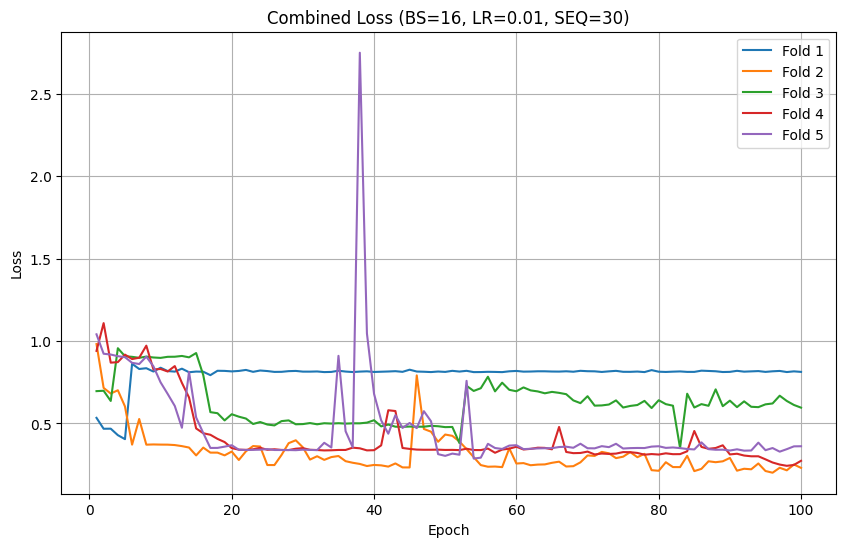 Combined Loss (BS=16, LR=0.01, SEQ=30)
Fold 1
Fold 2
Fold 3
Fold 4
Fold 5
Loss
2.5
2.0
1.5
1.0
0.5
0 20 40 60 80 100
Epoch